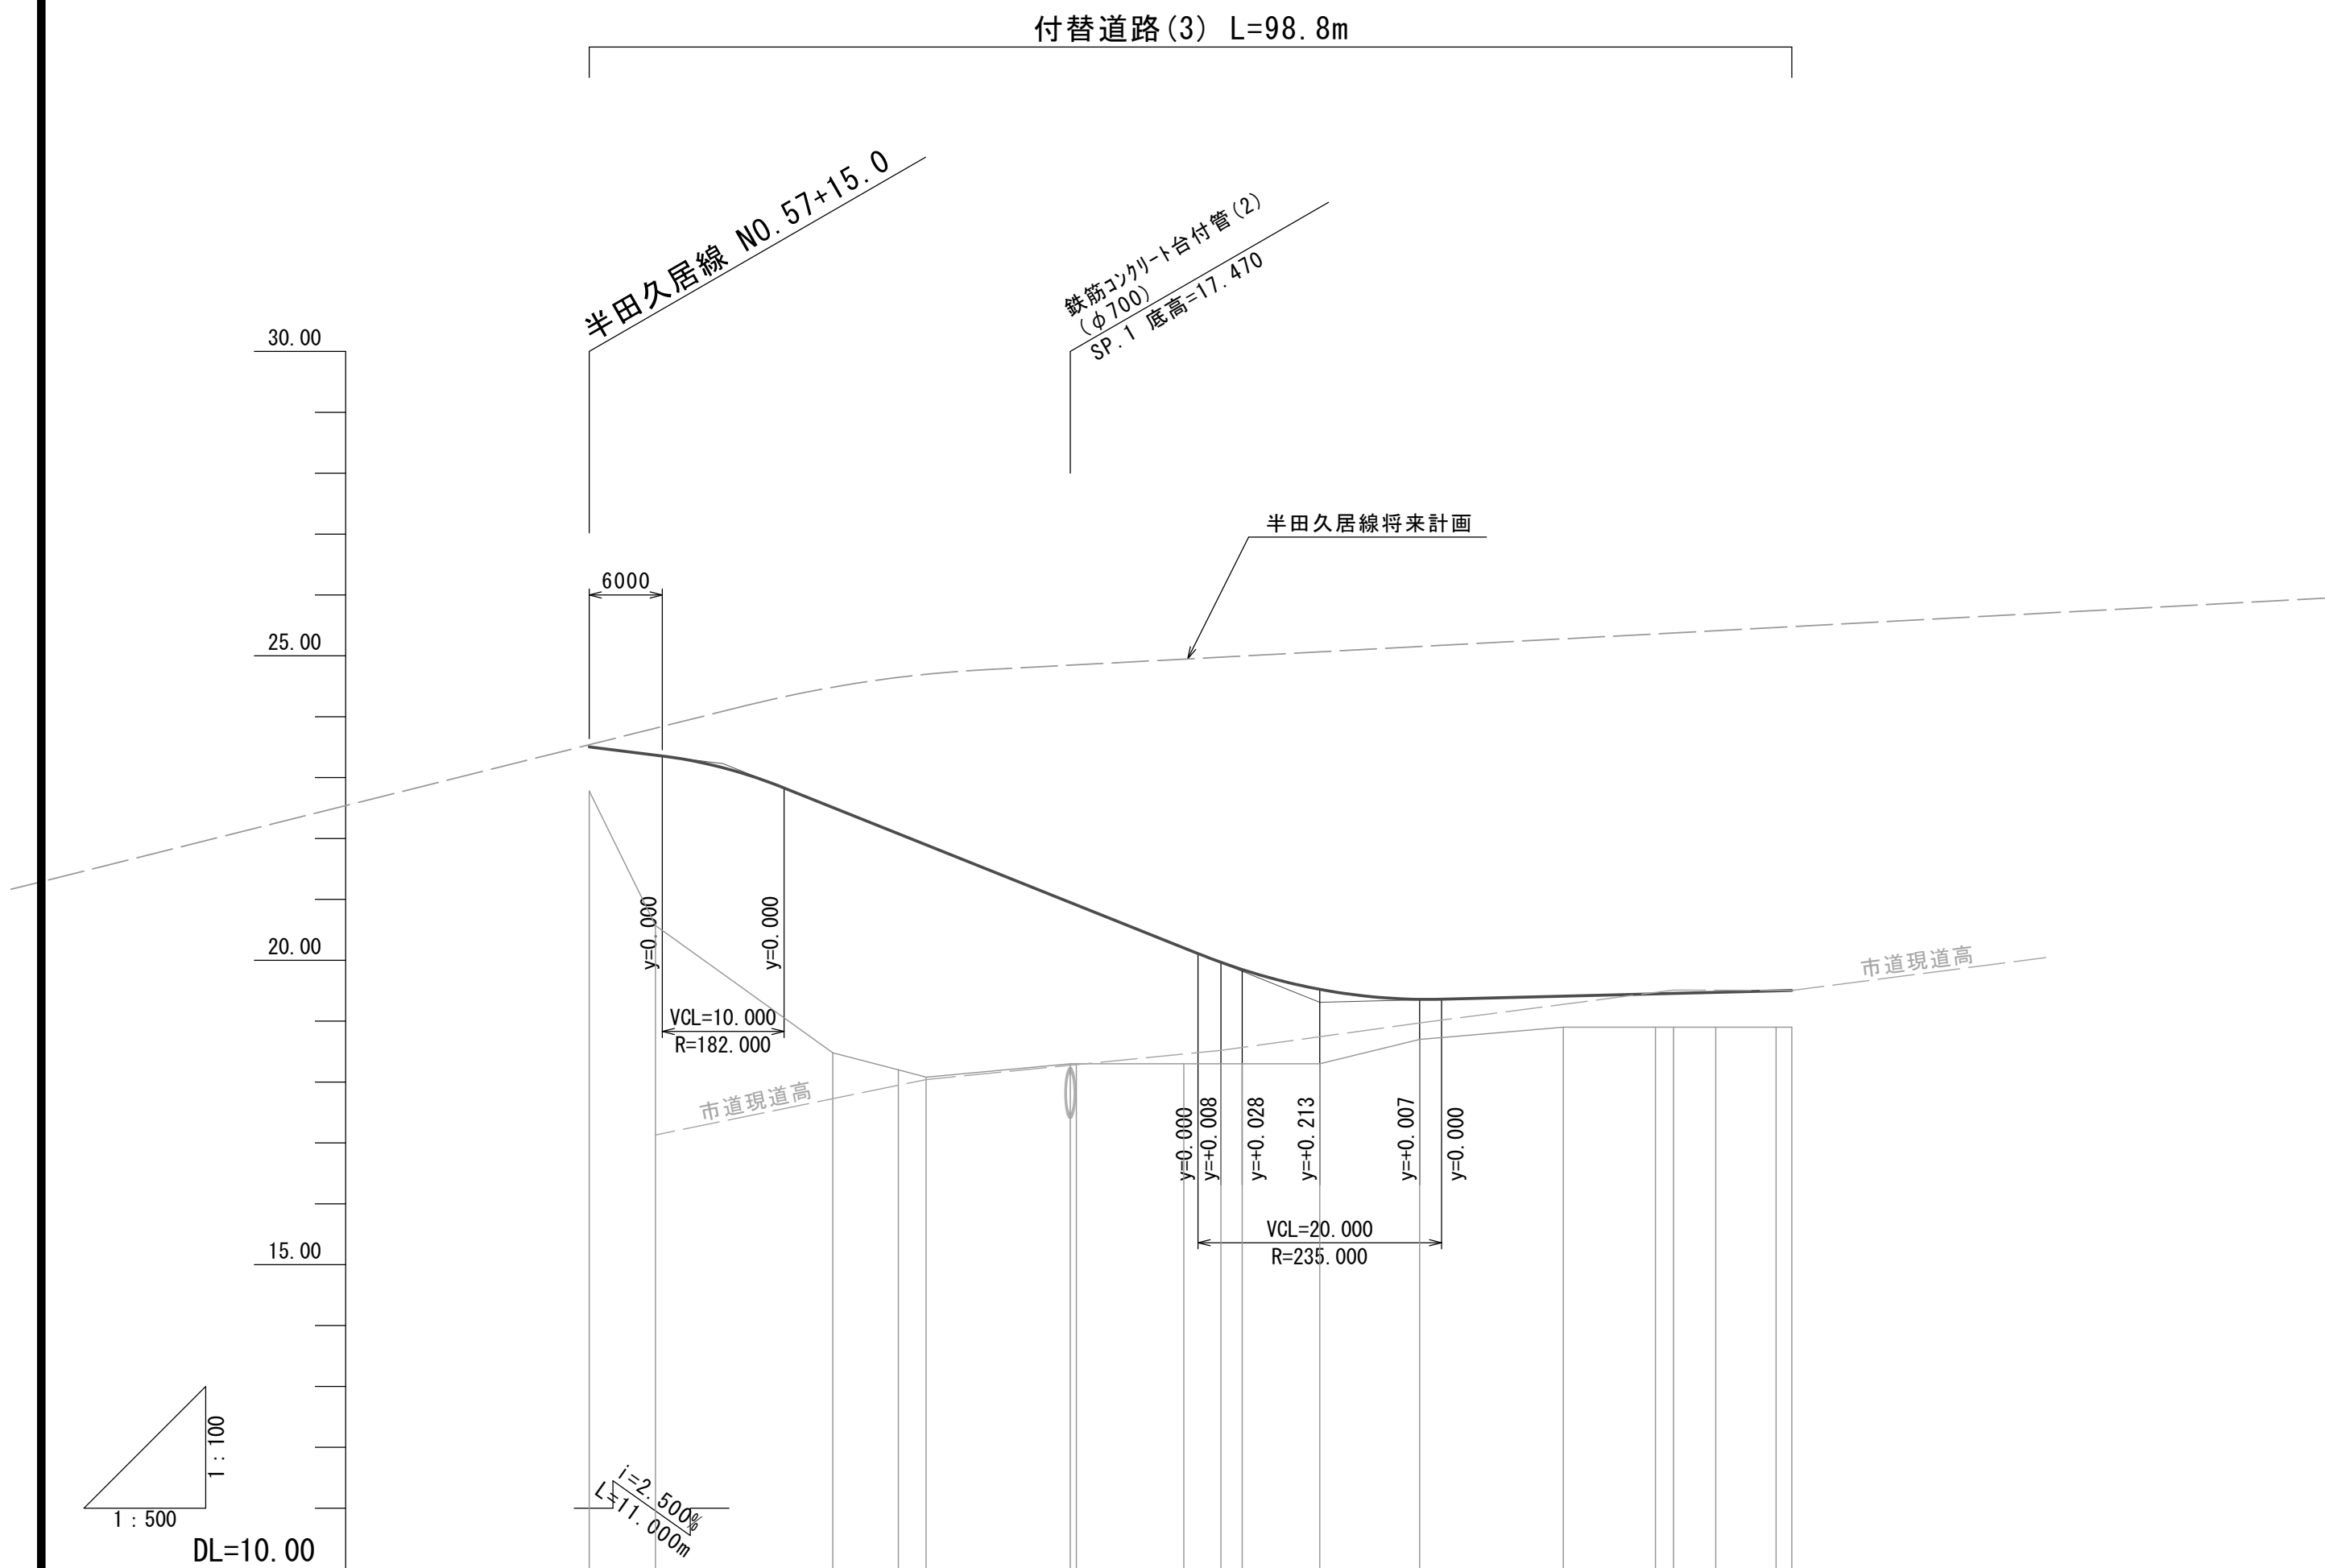 付替道路(3) L=98.8m
半田久居線 NO.57+15.0
鉄筋ｺﾝｸﾘｰﾄ台付管(2)
(φ700)
SP.1 底高=17.470
30.00
半田久居線将来計画
6000
25.00
20.00
市道現道高
y=0.000
y=0.000
VCL=10.000
R=182.000
市道現道高
y=0.000
y=+0.008
y=+0.028
y=+0.213
y=+0.007
y=0.000
VCL=20.000
R=235.000
15.00
1 : 100
1 : 500
i=2.500%
L=11.000m
DL=10.00